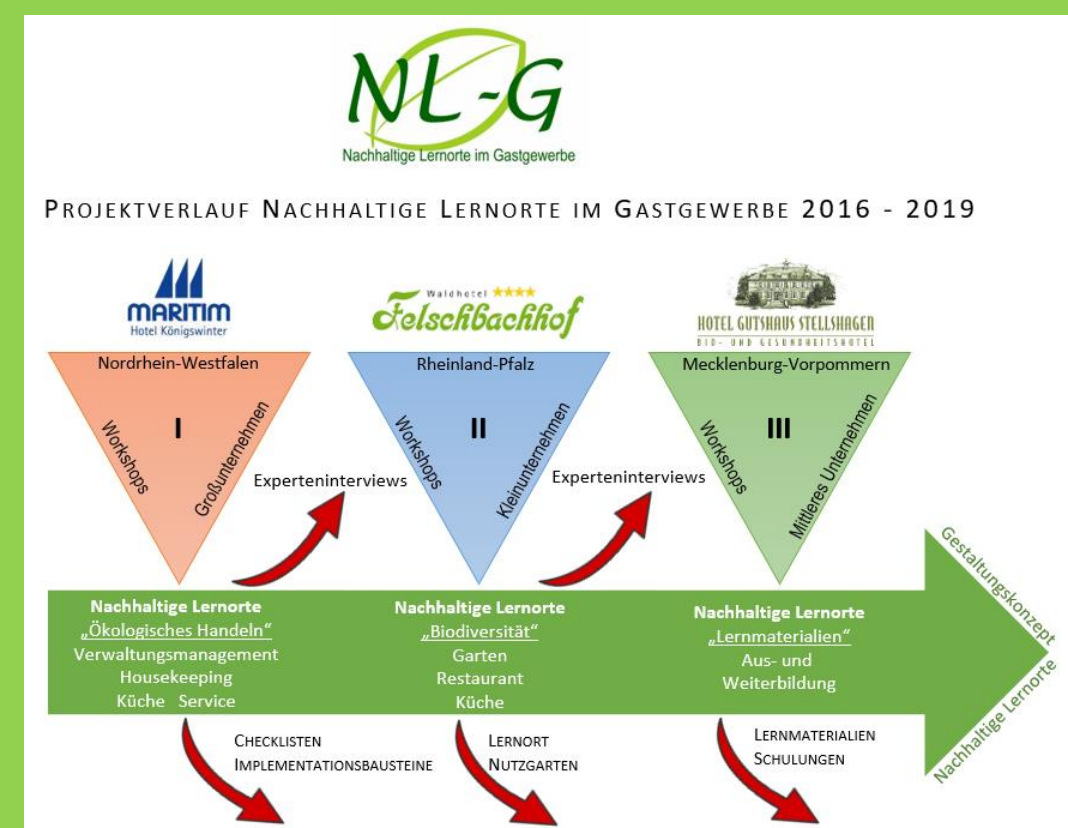 NL-G
Nachhaltige Lernorte im Gastgewerbe
PROJEKTVERLAUF NACHHALTIGE LERNORTE IM GASTGEWERBE 2016 - 2019
MARITIM
Hotel Königswinter
Waldhotel
Felschbachhof
HOTEL GUTSHAUS STELLSHAGEN
BIO- UND GESUNDHEITSHOTEL
Nordrhein-Westfalen
I
Workshops
Großunternehmen
Experteninterviews
Rheinland-Pfalz
II
Workshops
Kleinunternehmen
Experteninterviews
Mecklenburg-Vorpommern
III
Workshops
Mittleres Unternehmen
Nachhaltige Lernorte
„Ökologisches Handeln“
Verwaltungsmanagement
Housekeeping
Küche Service
Nachhaltige Lernorte
„Biodiversität“
Garten
Restaurant
Küche
Nachhaltige Lernorte
„Lernmaterialien“
Aus- und
Weiterbildung
Gestaltungskonzept
Nachhaltige Lernorte
CHECKLISTEN
IMPLEMENTATIONSBAUSTEINE
LERNORT
NUTZGARTEN
LERNMATERIALIEN
SCHULUNGEN